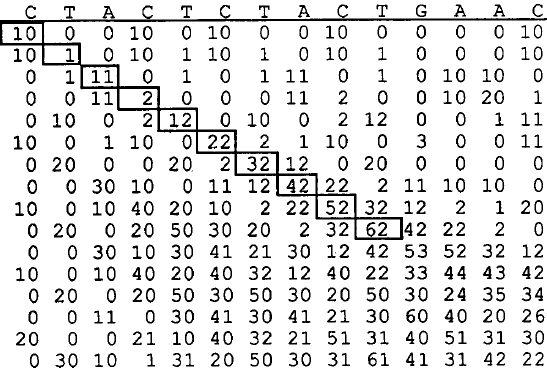 C T A C T C T A C T G A A C
10 0 0 10 0 10 0 0 10 0 0 0 0 10
10 1 0 10 1 10 1 0 10 1 0 0 0 10
0 1 11 0 1 0 1 11 0 1 0 10 10 0
0 0 11 2 0 0 0 11 2 0 0 10 20 1
0 10 0 2 12 0 10 0 2 12 0 0 1 11
10 0 1 10 0 22 2 1 10 0 3 0 0 11
0 20 0 0 20 2 32 12 0 20 0 0 0 0
0 0 30 10 0 11 12 42 22 2 11 10 10 0
10 0 10 40 20 10 2 22 52 32 12 2 1 20
0 20 0 20 50 30 20 2 32 62 42 22 2 0
0 0 30 10 30 41 21 30 12 42 53 52 32 12
10 0 10 40 20 40 32 12 40 22 33 44 43 42
0 20 0 20 50 30 50 30 20 50 30 24 35 34
0 0 11 0 30 41 30 41 21 30 60 40 20 26
20 0 0 21 10 40 32 21 51 31 40 51 31 30
0 30 10 1 31 20 50 30 31 61 41 31 42 22